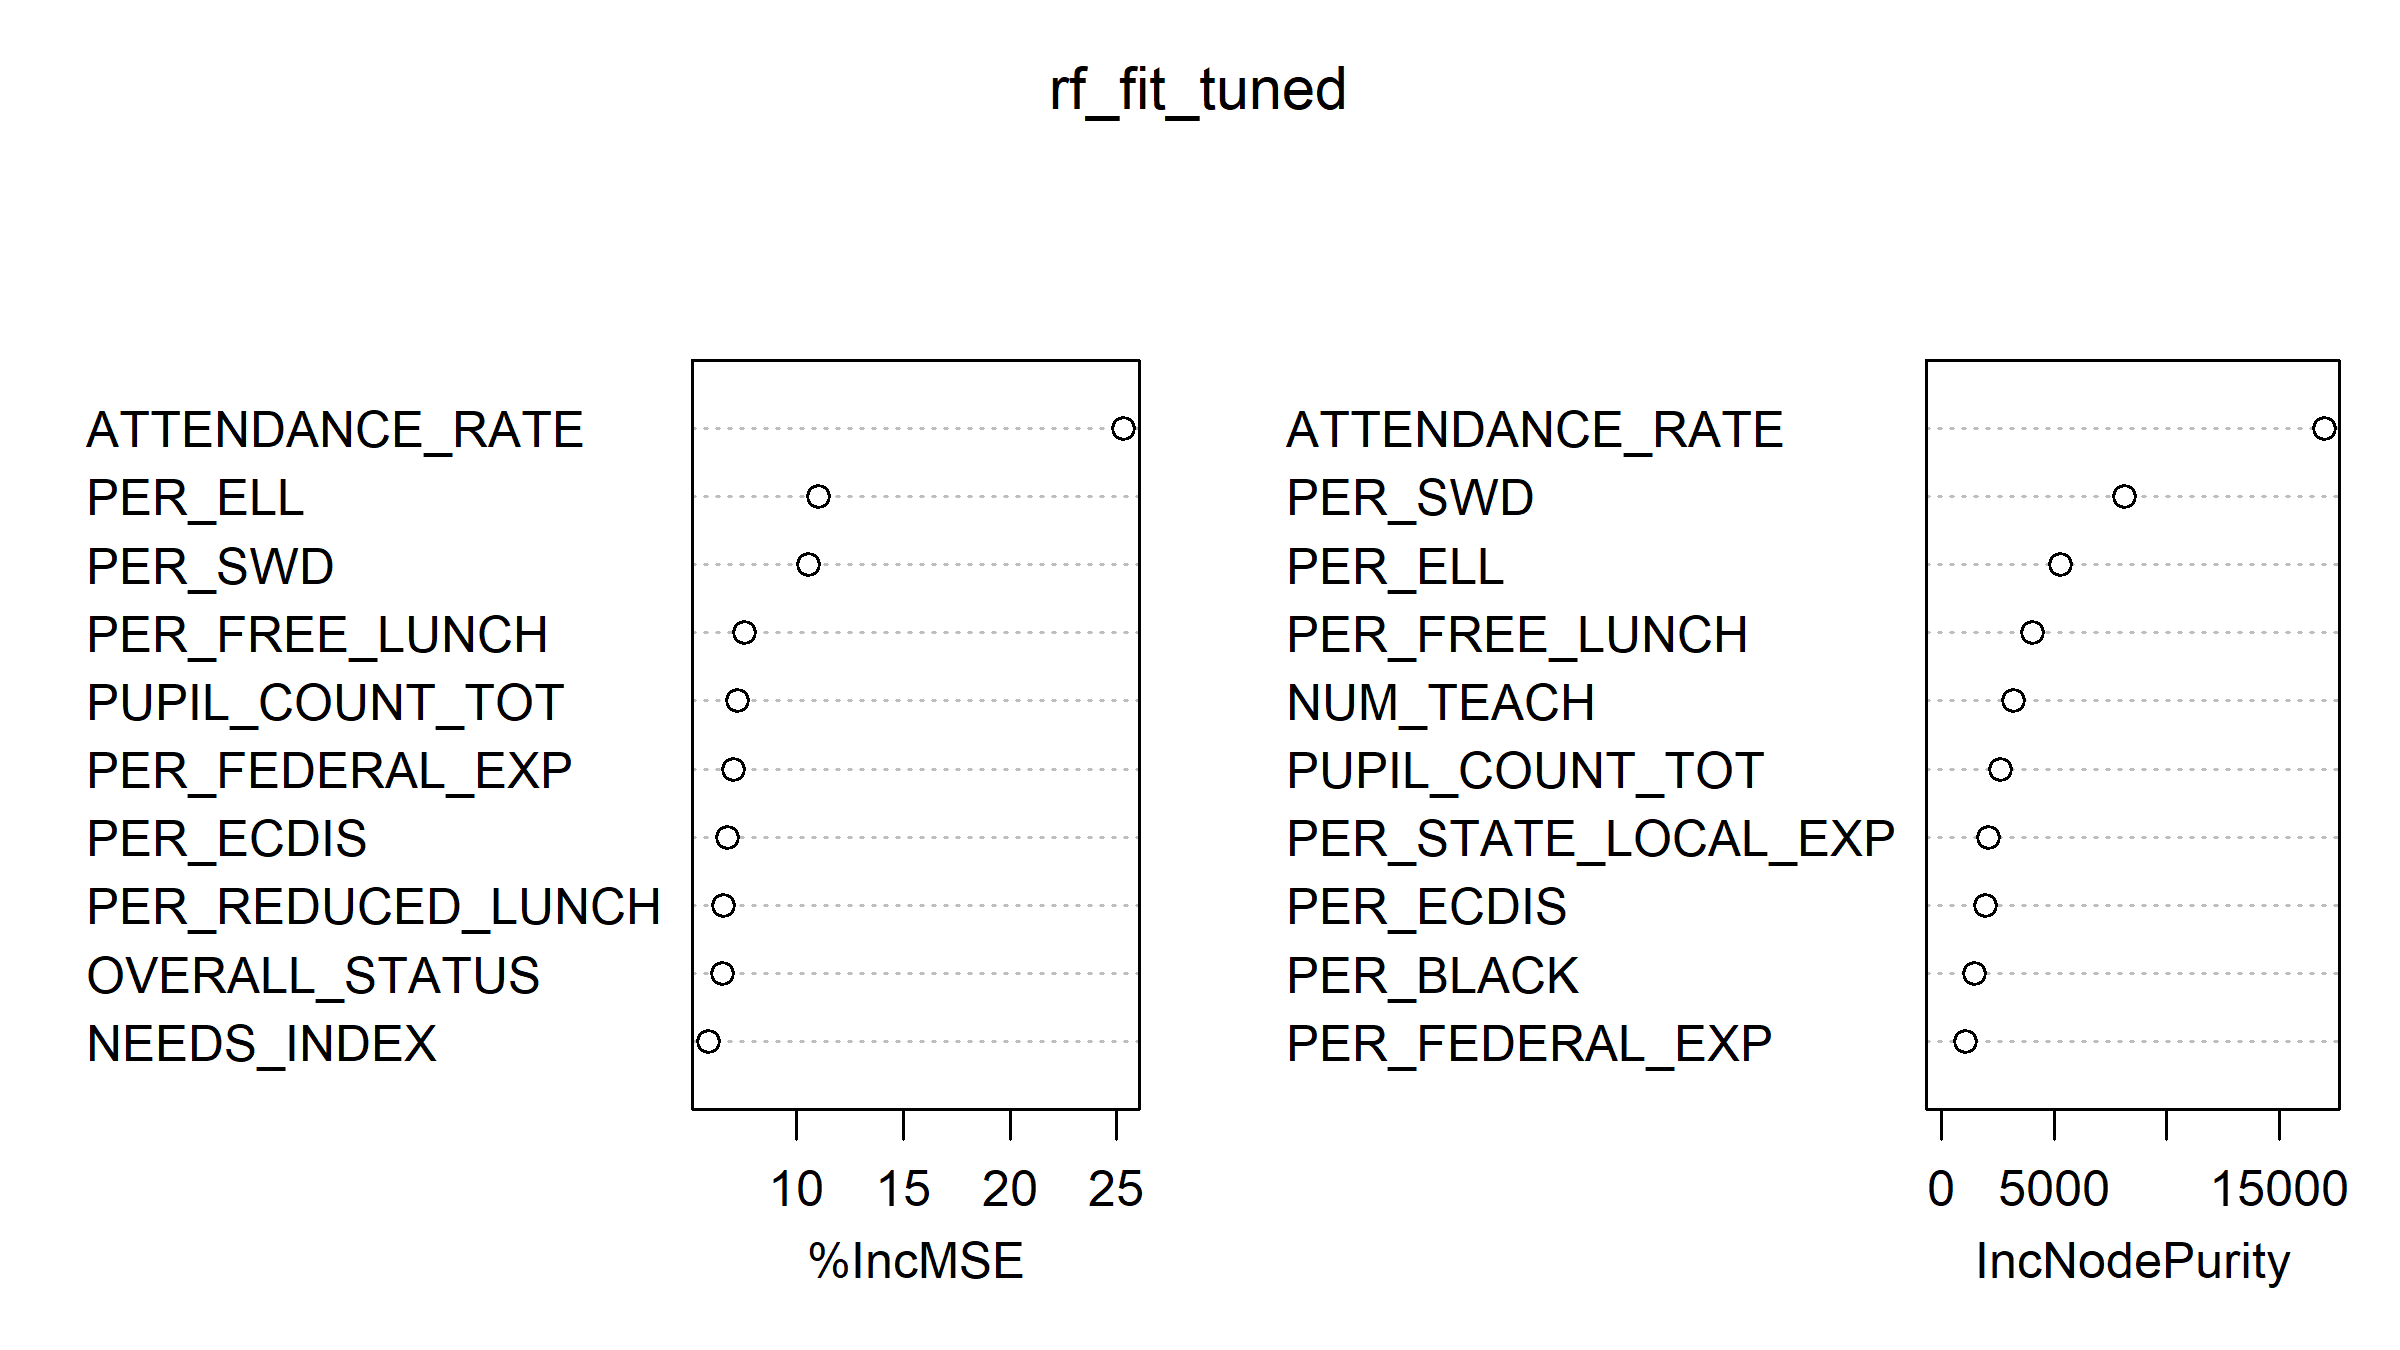 rf_fit_tuned
ATTENDANCE_RATE
PER_ELL
PER_SWD
PER_FREE_LUNCH
PUPIL_COUNT_TOT
PER_FEDERAL_EXP
PER_ECDIS
PER_REDUCED_LUNCH
OVERALL_STATUS
NEEDS_INDEX
10 15 20 25
%IncMSE
ATTENDANCE_RATE
PER_SWD
PER_ELL
PER_FREE_LUNCH
NUM_TEACH
PUPIL_COUNT_TOT
PER_STATE_LOCAL_EXP
PER_ECDIS
PER_BLACK
PER_FEDERAL_EXP
0 5000 15000
IncNodePurity